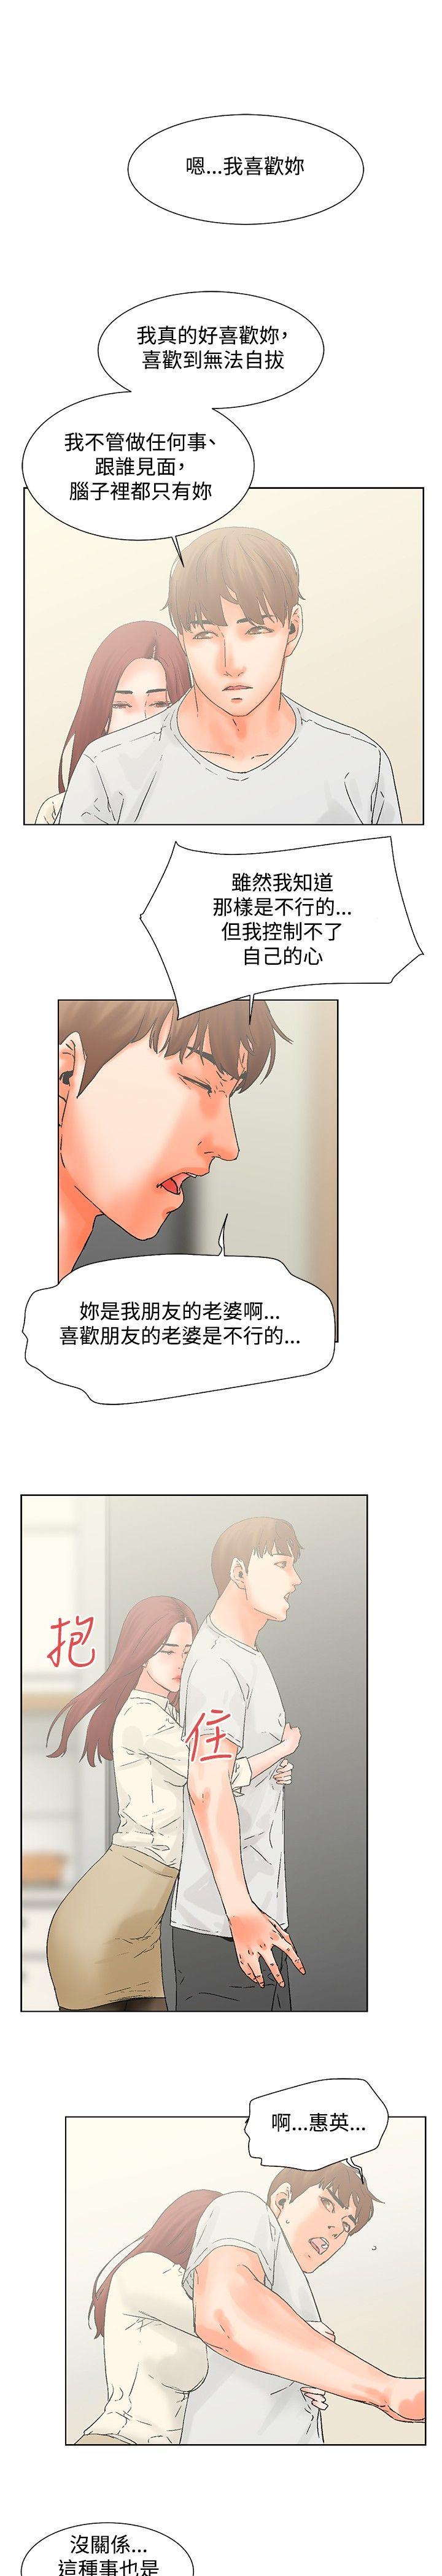 嗯...我喜歡妳
我真的好喜歡妳,
喜歡到無法自拔
我不管做任何事、
跟誰見面,
腦子裡都只有妳
雖然我知道
那樣是不行的...
但我控制不了
自己的心
妳是我朋友的老婆啊...
喜歡朋友的老婆是不行的...
抱
住
啊...惠英...
沒關係...
這種事也是